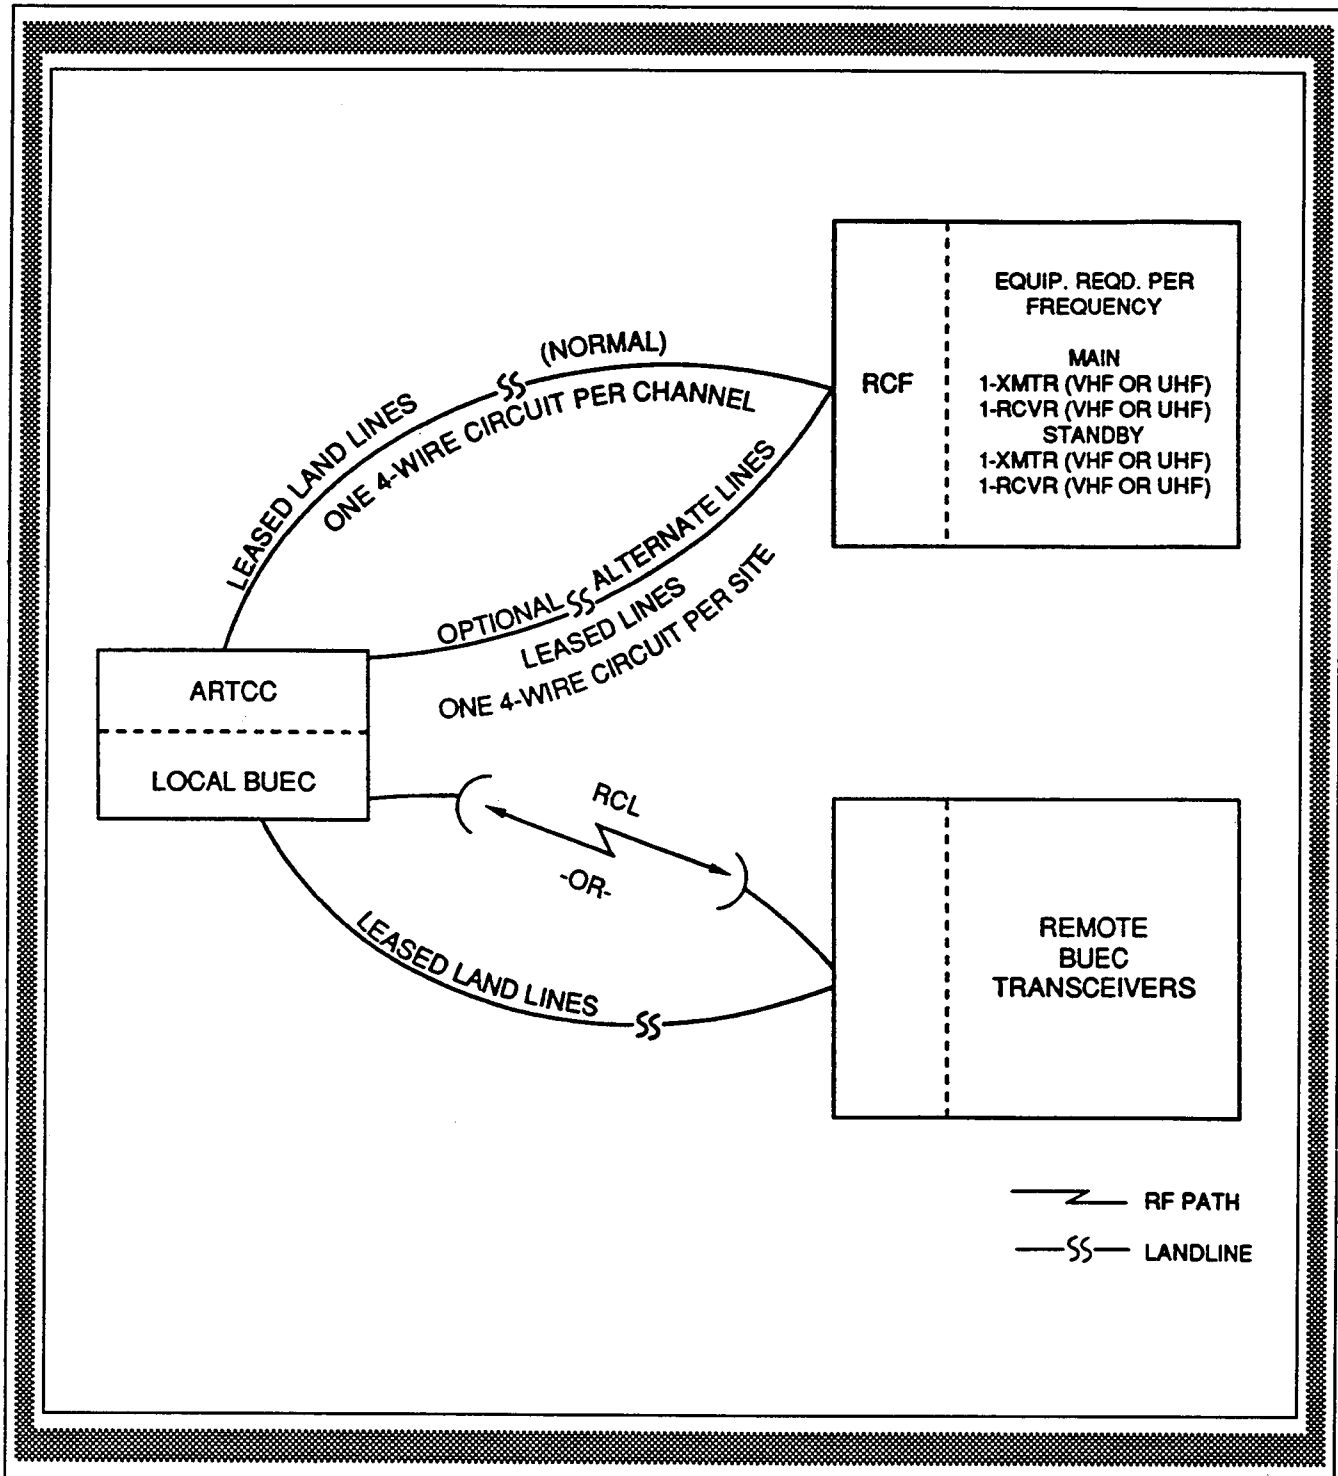 (NORMAL)
LEASED LAND LINES
ONE 4-WIRE CIRCUIT PER CHANNEL
OPTIONAL ALTERNATE LINES
LEASED LINES
ONE 4-WIRE CIRCUIT PER SITE
RCF
EQUIP. REQD. PER
FREQUENCY
MAIN
1-XMTR (VHF OR UHF)
1-RCVR (VHF OR UHF)
STANDBY
1-XMTR (VHF OR UHF)
1-RCVR (VHF OR UHF)
ARTCC
LOCAL BUEC
RCL
-OR-
LEASED LAND LINES
REMOTE
BUEC
TRANSCEIVERS
RF PATH
LANDLINE